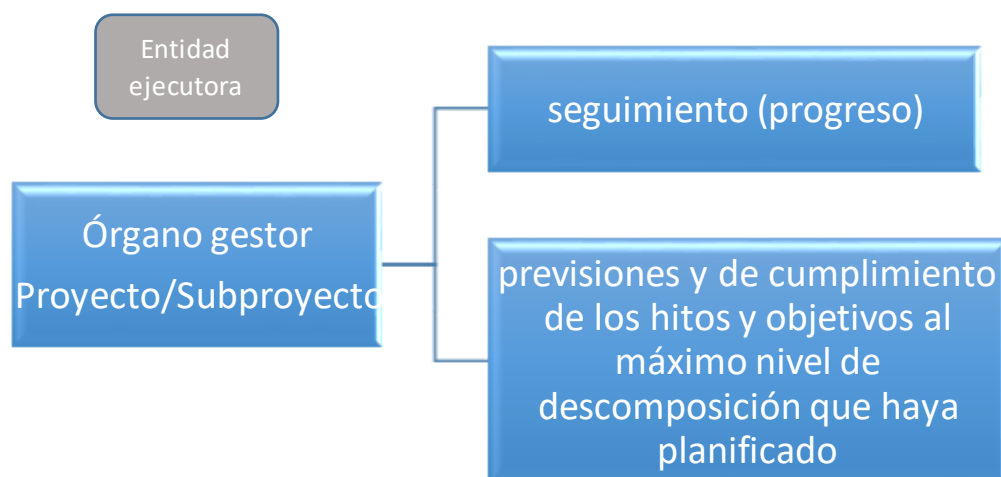 Entidad
ejecutora
seguimiento (progreso)
Órgano gestor
Proyecto/Subproyecto
previsiones y de cumplimiento
de los hitos y objetivos al
máximo nivel de
descomposición que haya
planificado